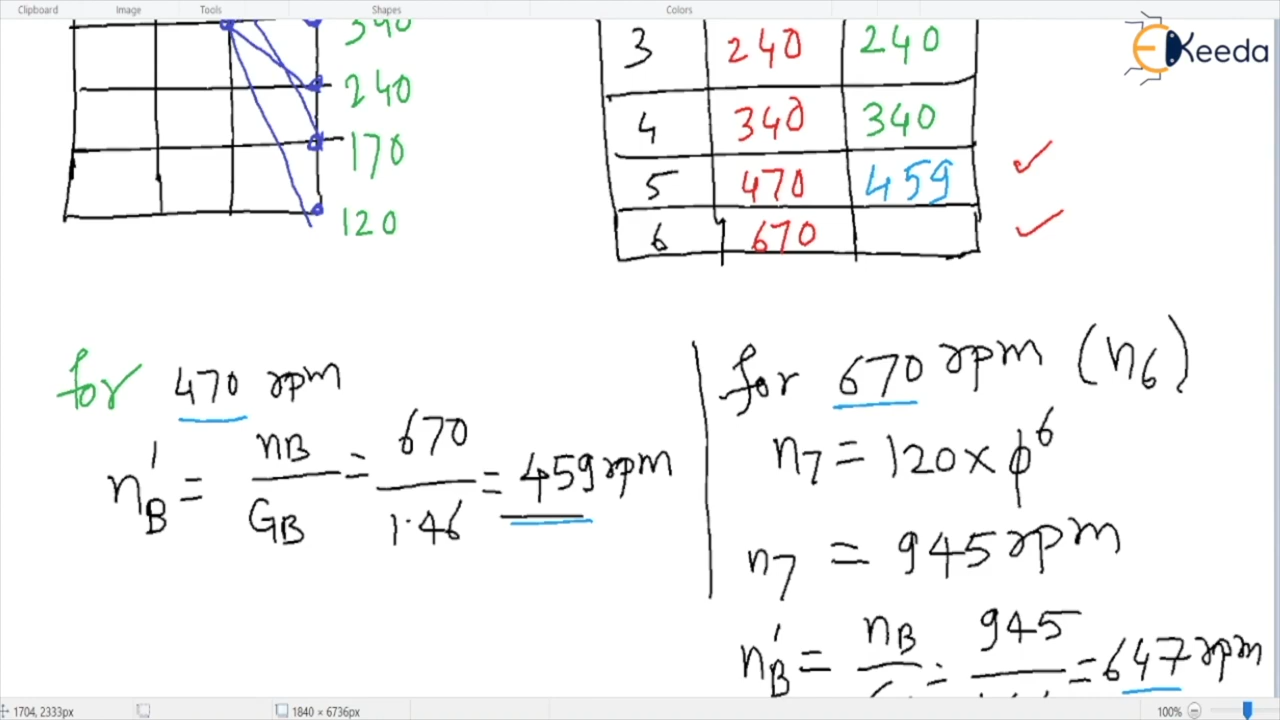 Clipboard Image Tools Shapes Colors
Keeda
340
240
170
120
3 240 240
4 340 340
5 470 459
6 670
for 470 rpm
n'B = nB/GB = 670/1.46 = 459 rpm
for 670 rpm (n6)
n7 = 120 × ϕ^6
n7 = 945 rpm
n'B = nB = 945 = 647 rpm
1704, 2333px 1840 × 6736px 100%